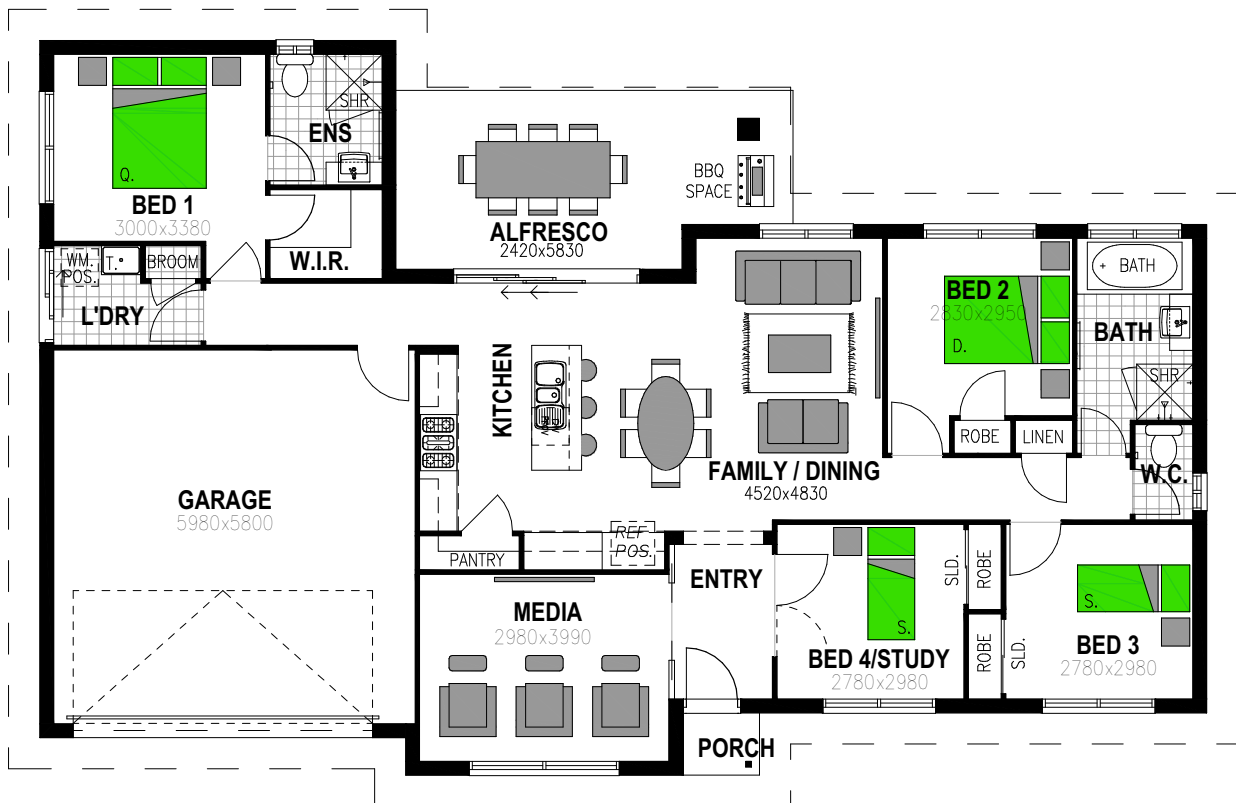 SHR
ENS
Q.
BED 1
3000x3380
BBQ
SPACE
ALFRESCO
2420x5830
W.I.R.
WM.
POS.
T.
BROOM
L'DRY
BED 2
2830x2950
D.
BATH
BATH
SHR
ROBE
LINEN
W.C.
KITCHEN
FAMILY / DINING
4520x4830
GARAGE
5980x5800
PANTRY
REF
POS.
ENTRY
MEDIA
2980x3990
S.
BED 4/STUDY
2780x2980
SLD.
ROBE
ROBE
SLD.
S.
BED 3
2780x2980
PORCH